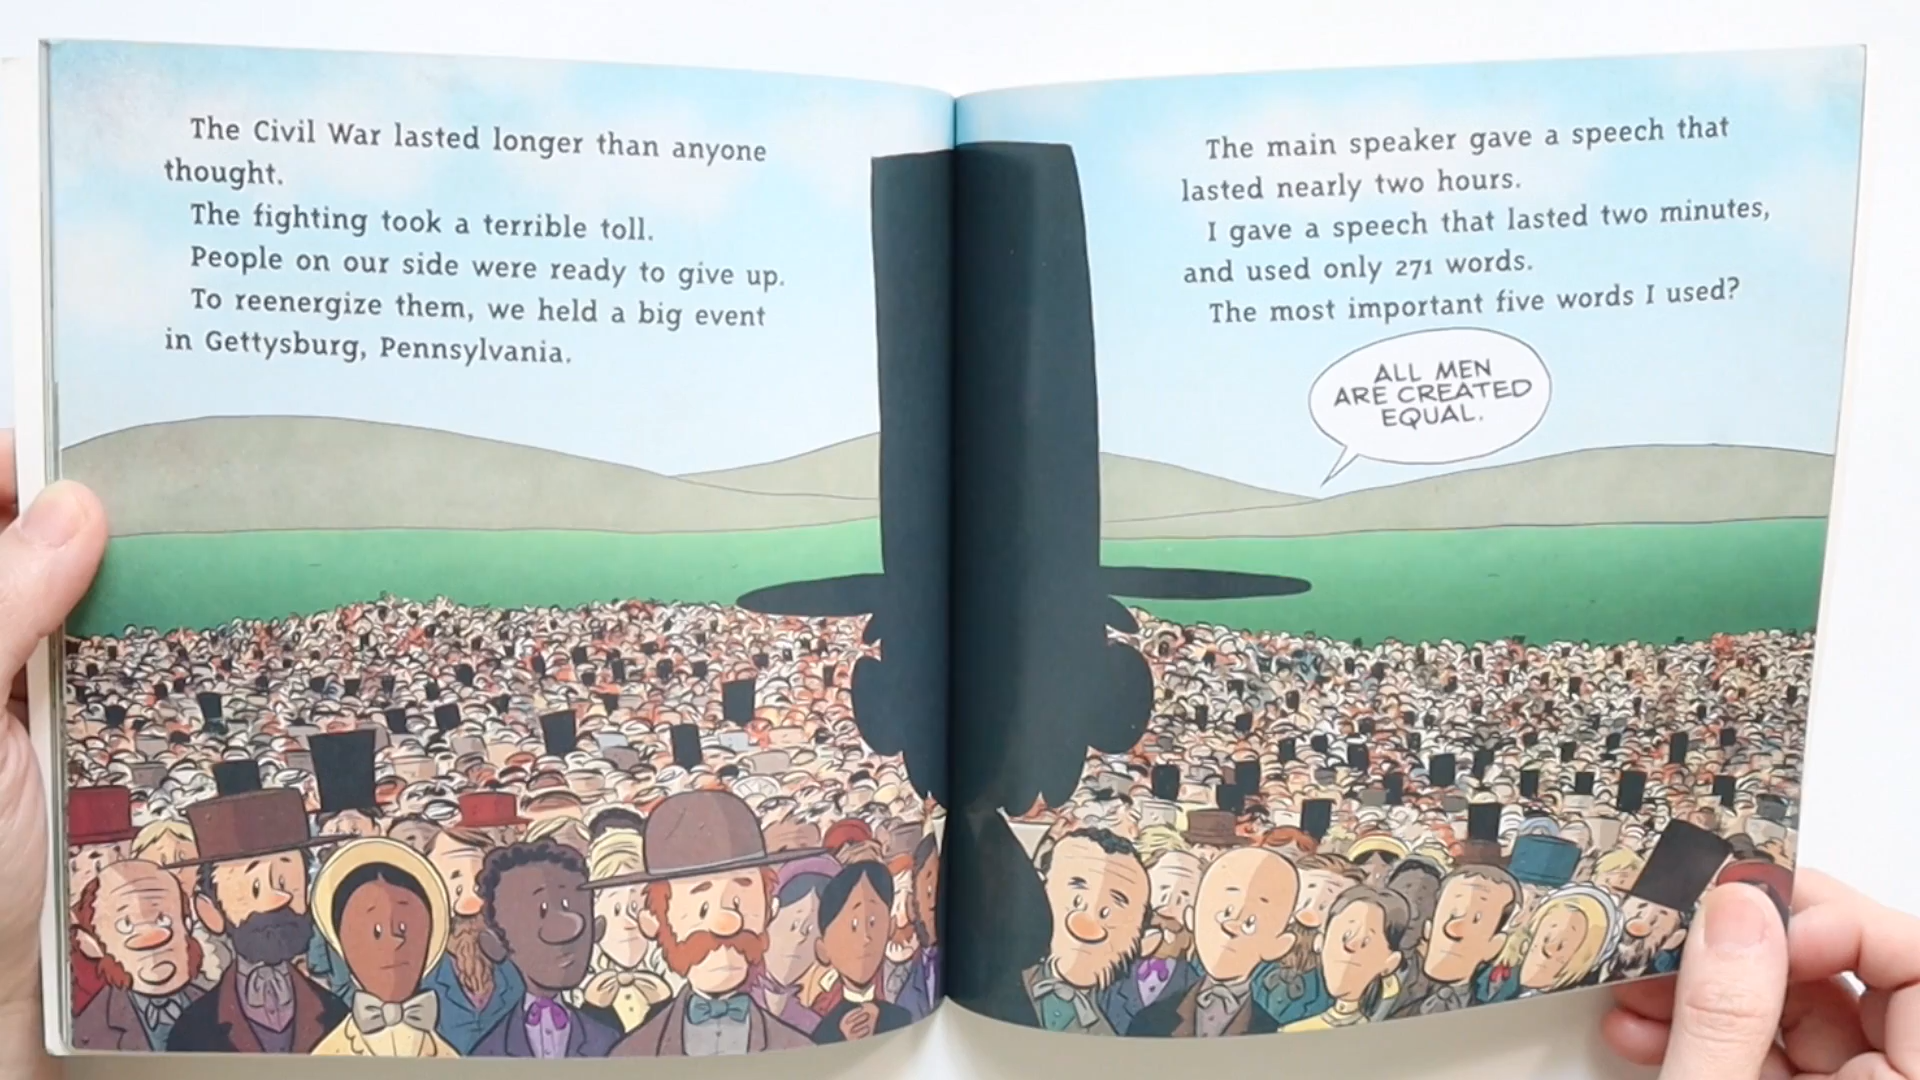 The Civil War lasted longer than anyone
thought.
The fighting took a terrible toll.
People on our side were ready to give up.
To reenergize them, we held a big event
in Gettysburg, Pennsylvania.
The main speaker gave a speech that
lasted nearly two hours.
I gave a speech that lasted two minutes,
and used only 271 words.
The most important five words I used?
ALL MEN
ARE CREATED
EQUAL.